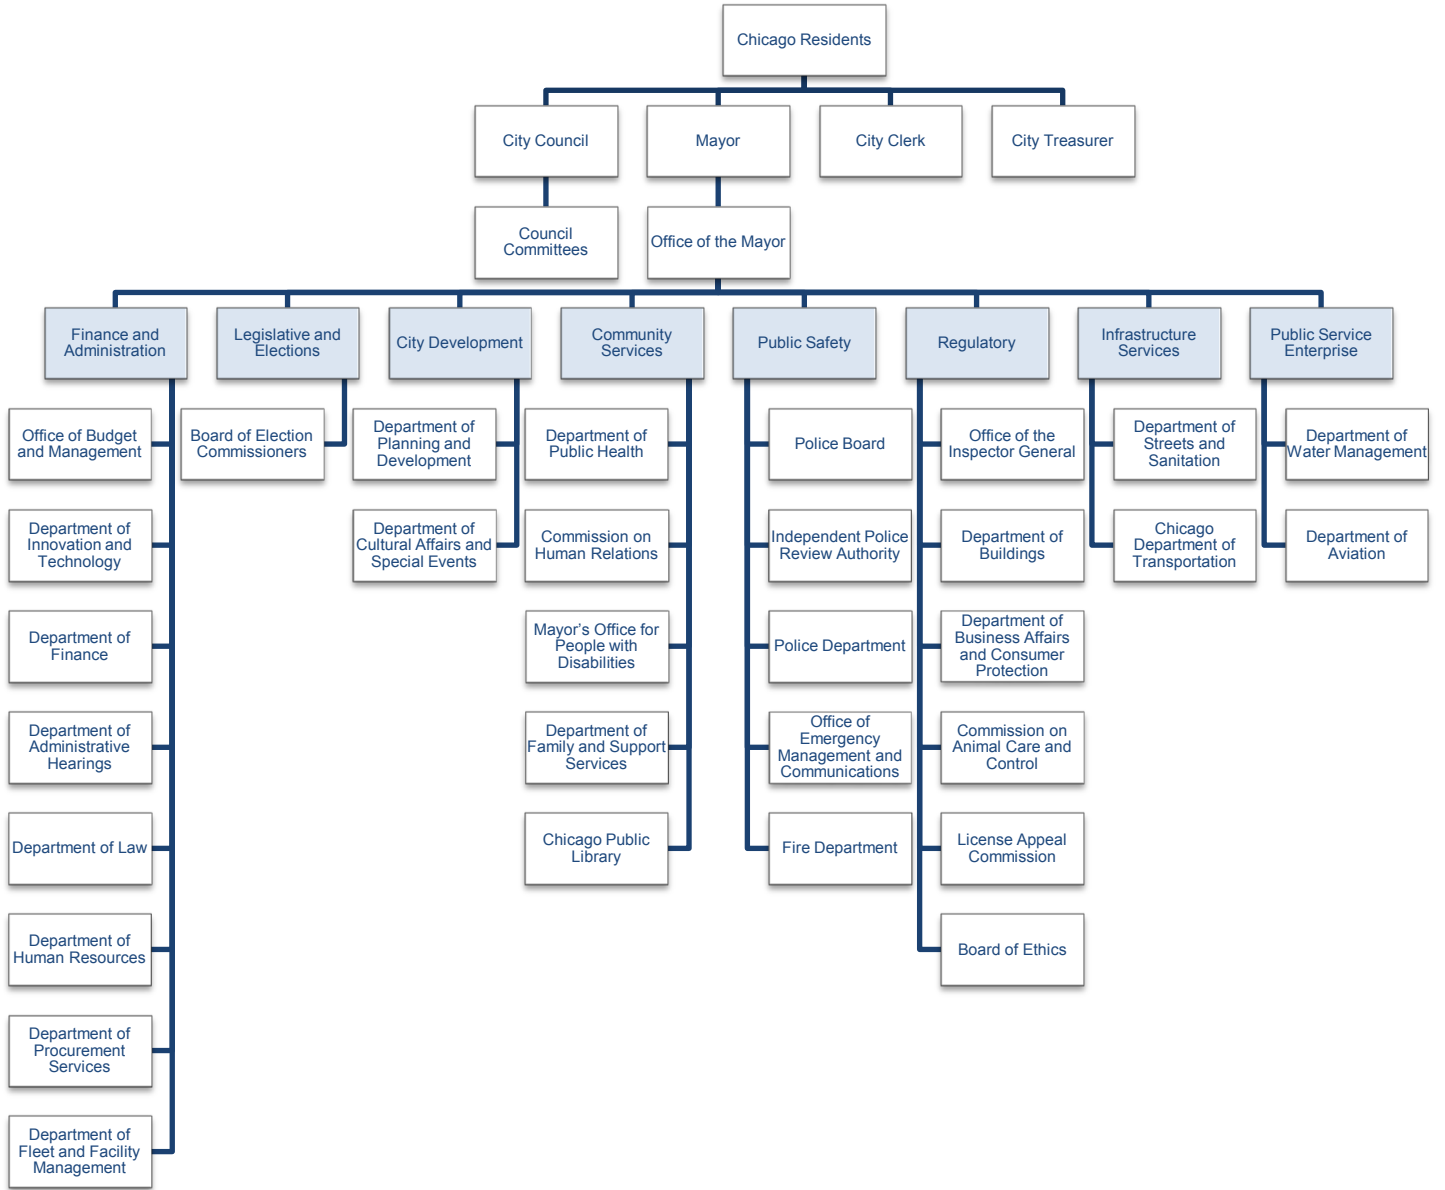 Chicago Residents
City Council
Mayor
City Clerk
City Treasurer
Council
Committees
Office of the Mayor
Finance and
Administration
Legislative and
Elections
City Development
Community
Services
Public Safety
Regulatory
Infrastructure
Services
Public Service
Enterprise
Office of Budget
and Management
Board of Election
Commissioners
Department of
Planning and
Development
Department of
Public Health
Police Board
Office of the
Inspector General
Department of
Streets and
Sanitation
Department of
Water Management
Department of
Innovation and
Technology
Department of
Cultural Affairs and
Special Events
Commission on
Human Relations
Independent Police
Review Authority
Department of
Buildings
Chicago
Department of
Transportation
Department of
Aviation
Department of
Finance
Mayor’s Office for
People with
Disabilities
Police Department
Department of
Business Affairs
and Consumer
Protection
Department of
Administrative
Hearings
Department of
Family and Support
Services
Office of
Emergency
Management and
Communications
Commission on
Animal Care and
Control
Department of Law
Chicago Public
Library
Fire Department
License Appeal
Commission
Department of
Human Resources
Board of Ethics
Department of
Procurement
Services
Department of
Fleet and Facility
Management